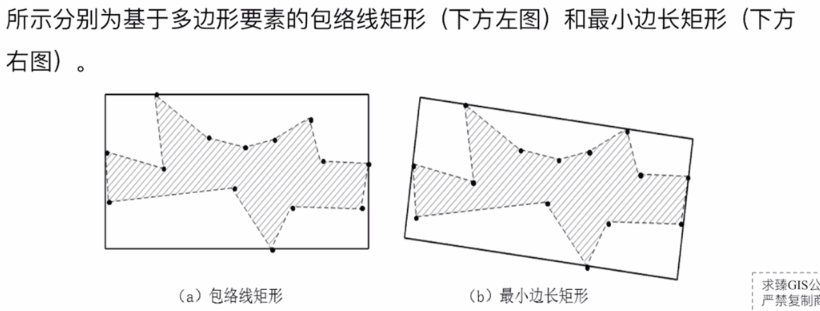 所示分别为基于多边形要素的包络线矩形（下方左图）和最小边长矩形（下方
右图）。
（a）包络线矩形
（b）最小边长矩形
求臻GIS公
严禁复制商